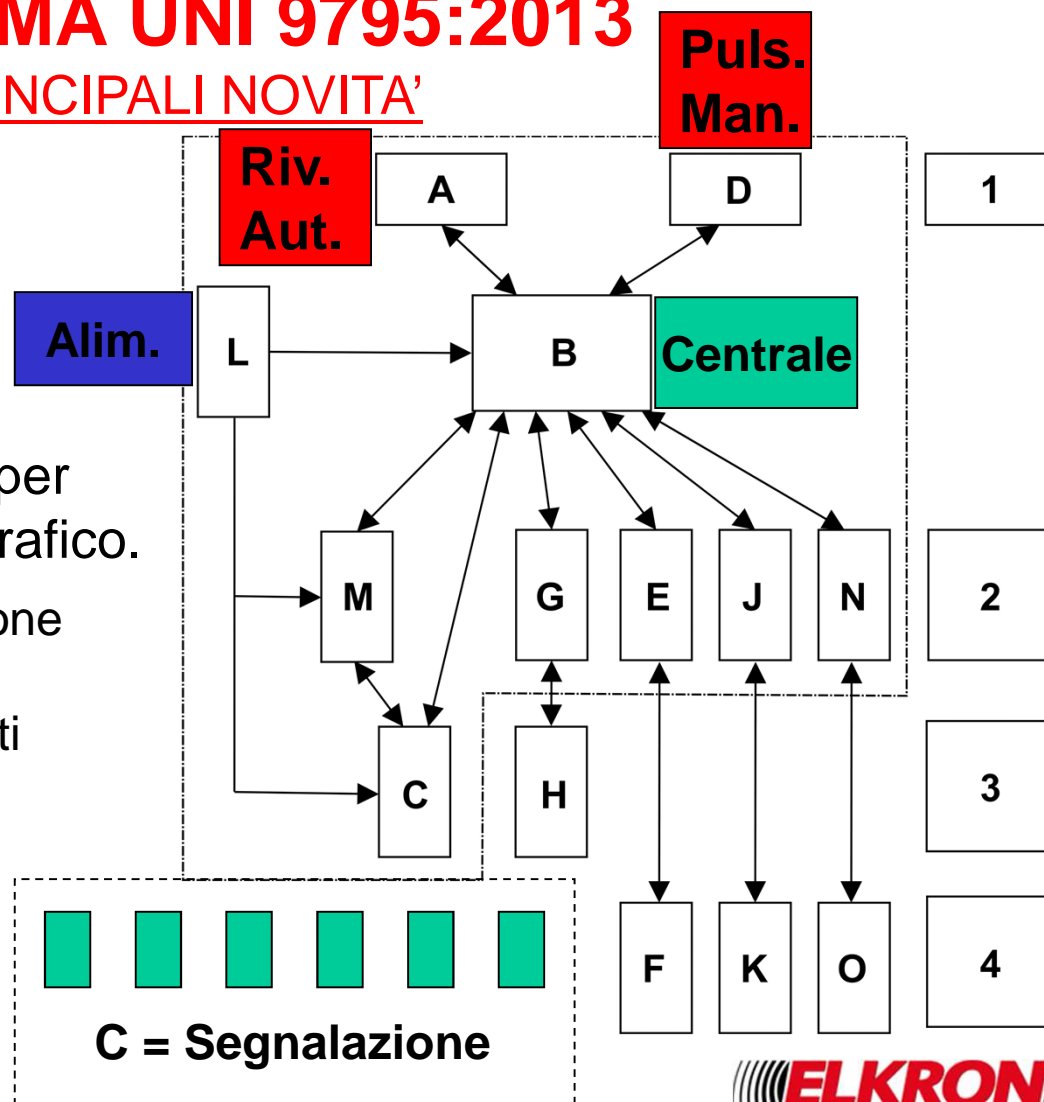 MA UNI 9795:2013
NCIPALI NOVITA’
Puls.
Man.
Riv.
Aut.
A
D
1
Alim.
L
B
Centrale
per
rafico.
one
ti
M
G
E
J
N
2
C
H
3
F
K
O
4
C = Segnalazione
ELKRON